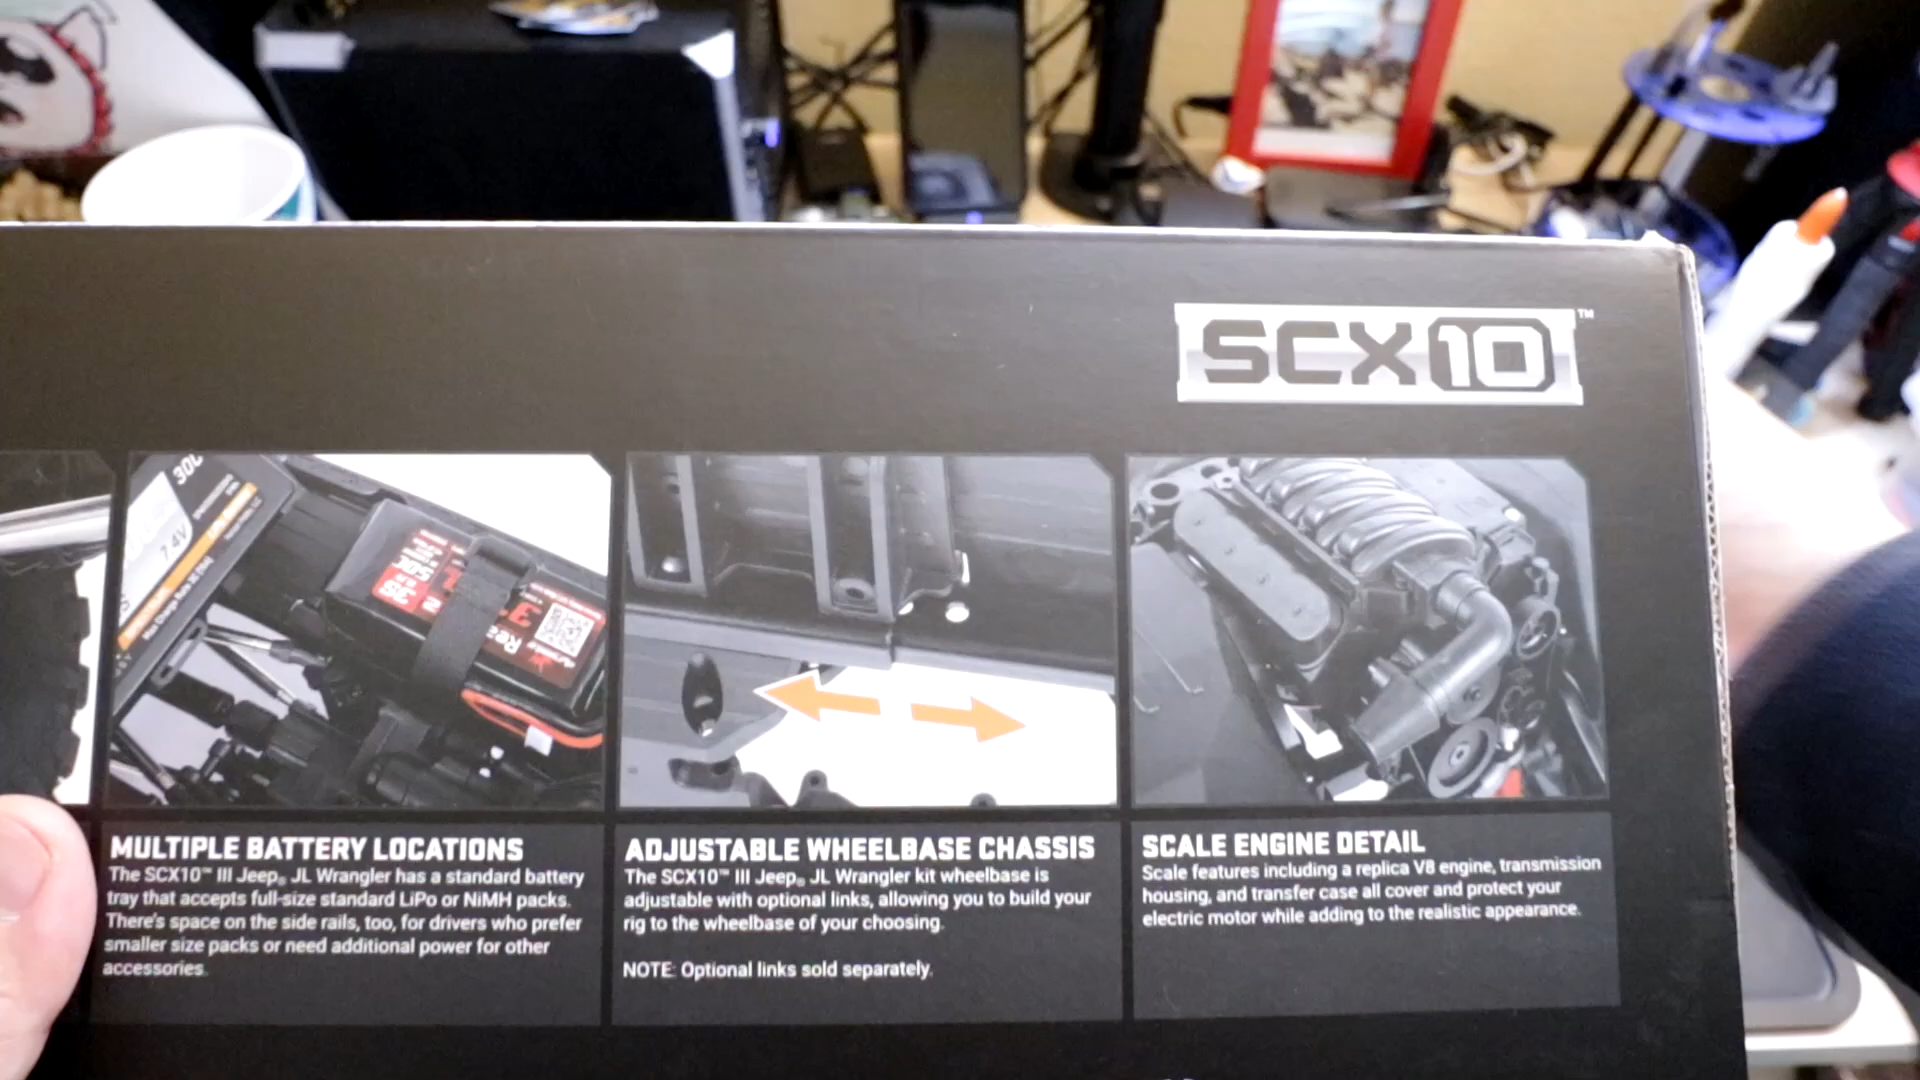 SCX10™
30C
7.4V
50C
3S
MULTIPLE BATTERY LOCATIONS
The SCX10™ III Jeep® JL Wrangler has a standard battery
tray that accepts full-size standard LiPo or NiMH packs.
There's space on the side rails, too, for drivers who prefer
smaller size packs or need additional power for other
accessories.
ADJUSTABLE WHEELBASE CHASSIS
The SCX10™ III Jeep® JL Wrangler kit wheelbase is
adjustable with optional links, allowing you to build your
rig to the wheelbase of your choosing.
NOTE: Optional links sold separately.
SCALE ENGINE DETAIL
Scale features including a replica V8 engine, transmission
housing, and transfer case all cover and protect your
electric motor while adding to the realistic appearance.